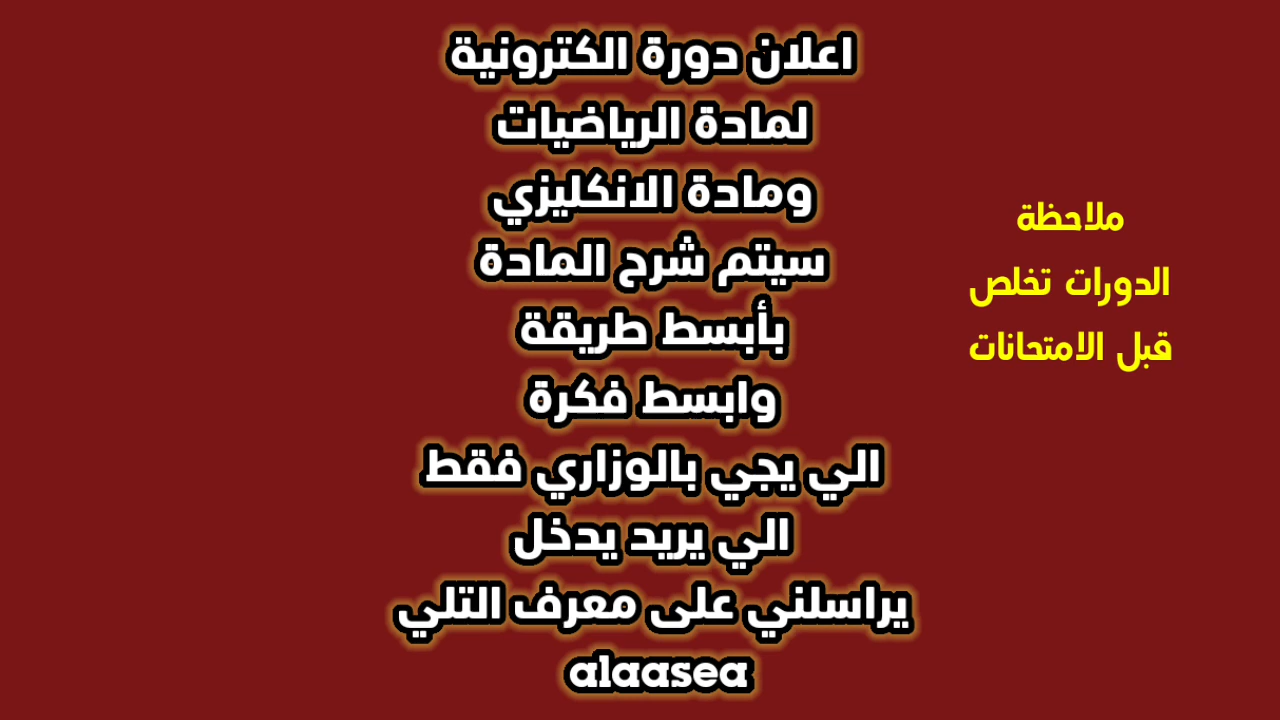 اعلان دورة الكترونية
لمادة الرياضيات
ومادة الانكليزي
سيتم شرح المادة
بأبسط طريقة
وابسط فكرة
الي يجي بالوزاري فقط
الي يريد يدخل
يراسلني على معرف التلي
alaasea
ملاحظة
الدورات تخلص
قبل الامتحانات